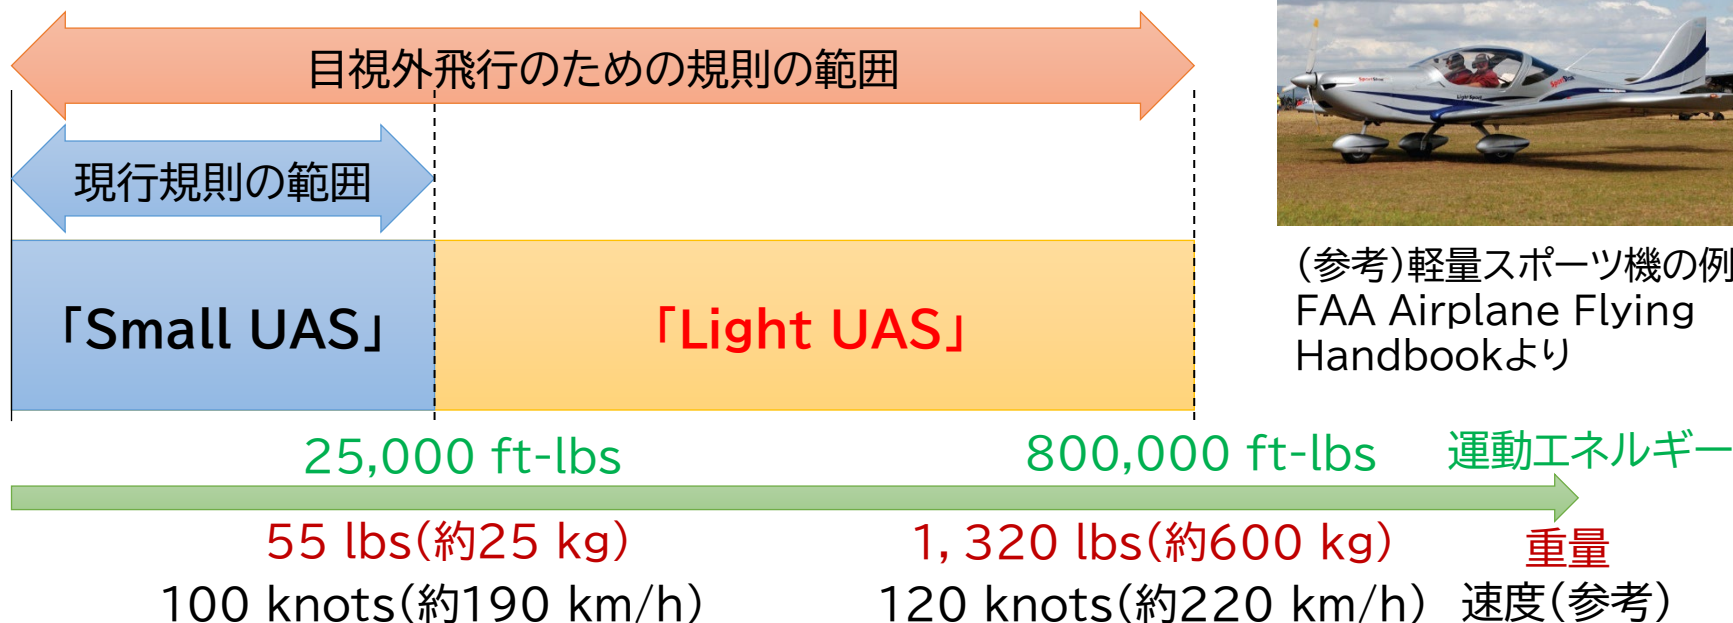 目視外飛行のための規則の範囲
現行規則の範囲
「Small UAS」
「Light UAS」
(参考)軽量スポーツ機の例
FAA Airplane Flying
Handbookより
25,000 ft-lbs
800,000 ft-lbs
運動エネルギー
55 lbs(約25 kg)
1,320 lbs(約600 kg)
重量
100 knots(約190 km/h)
120 knots(約220 km/h)
速度(参考)